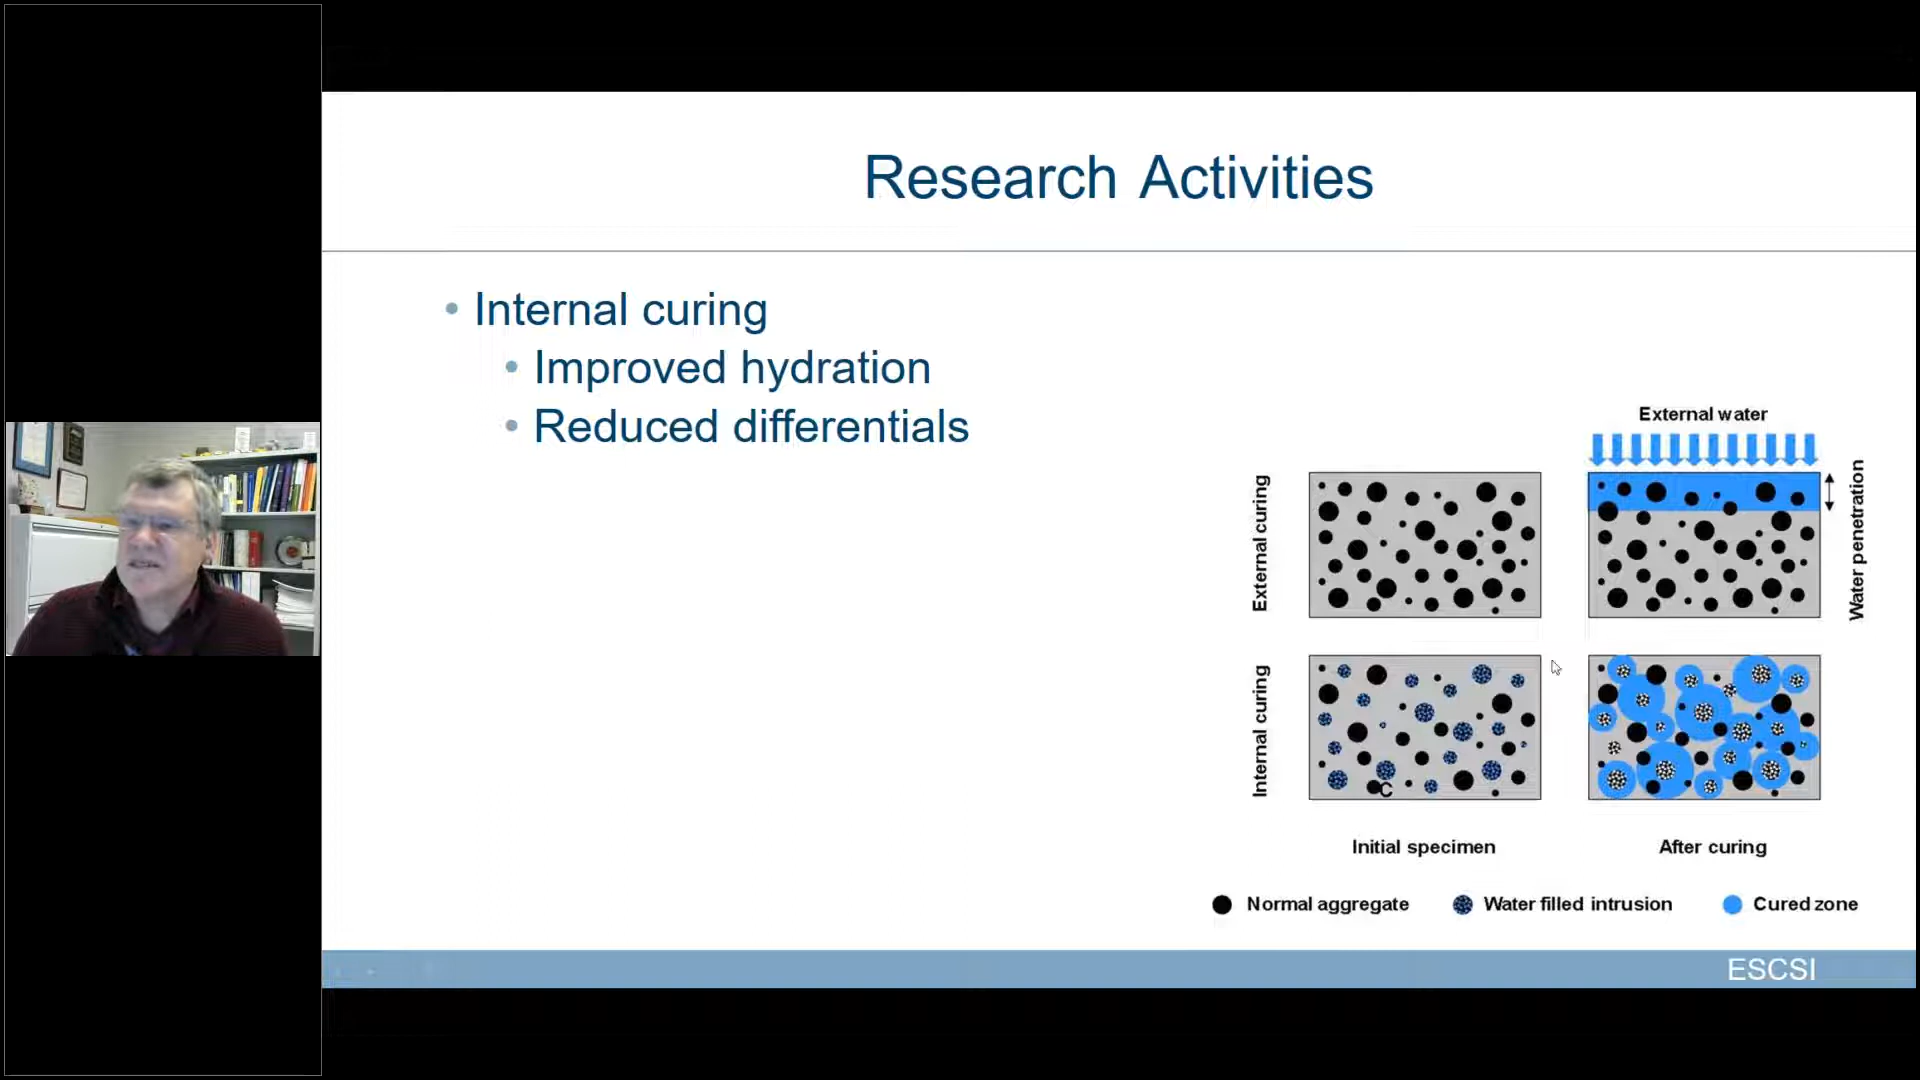 Research Activities
Internal curing
Improved hydration
Reduced differentials
External water
External curing
Water penetration
Internal curing
C
Initial specimen
After curing
Normal aggregate
Water filled intrusion
Cured zone
ESCSI